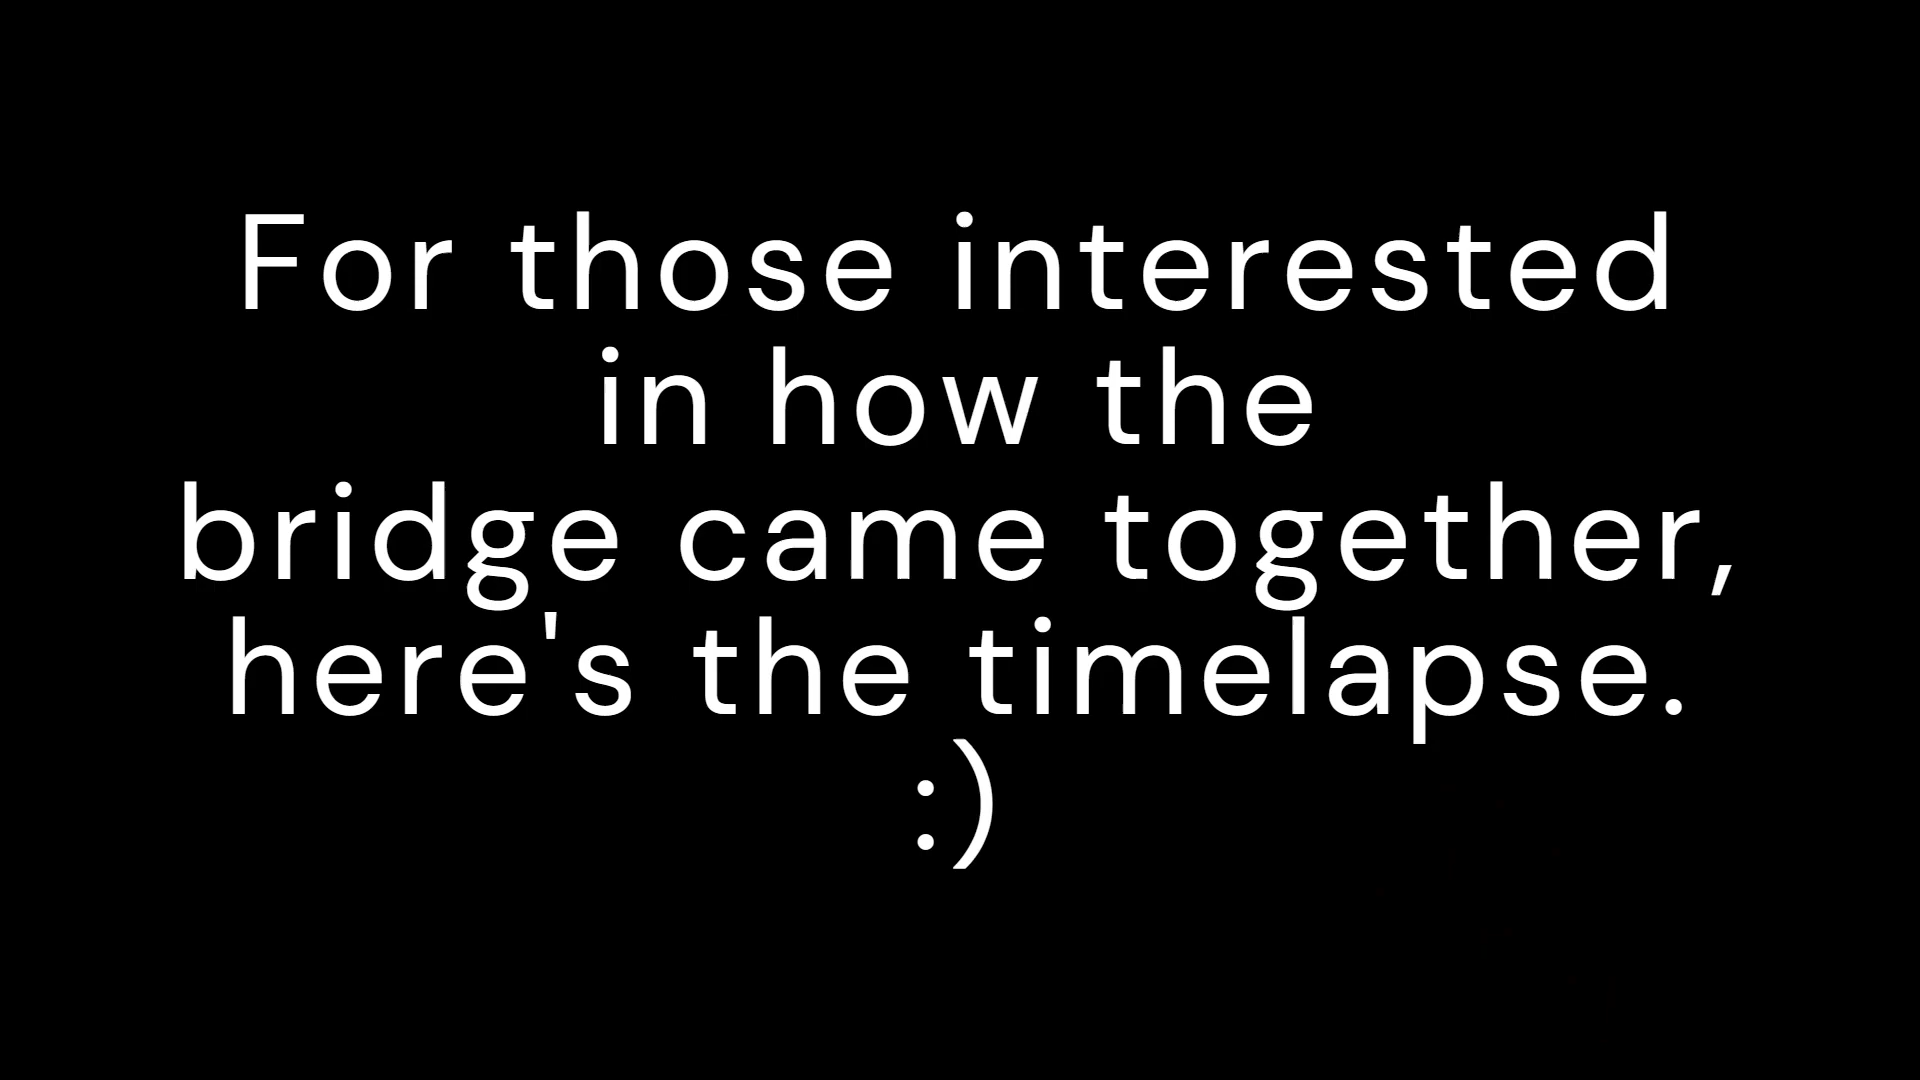 For those interested
in how the
bridge came together,
here's the timelapse.
:)